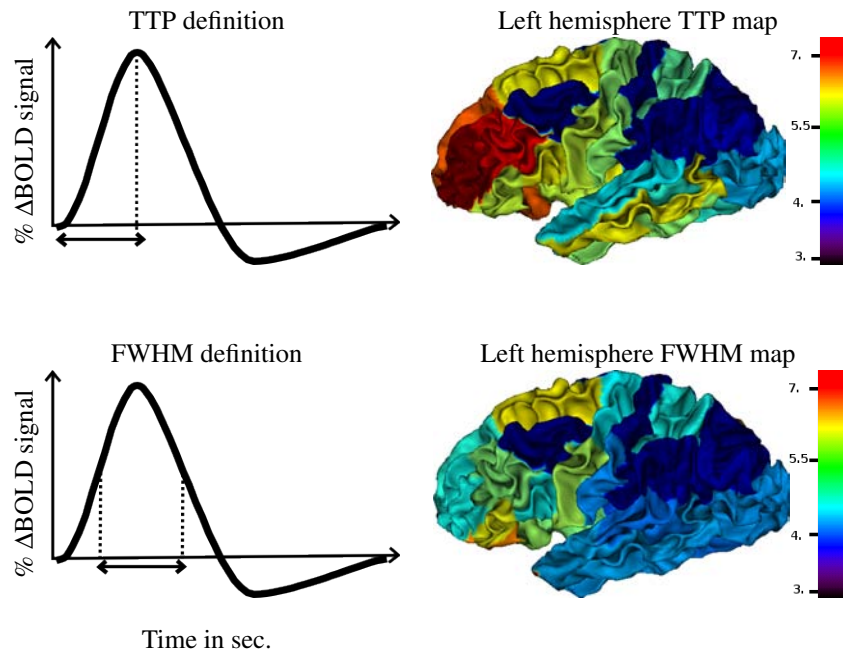 TTP definition
Left hemisphere TTP map
% ΔBOLD signal
7.
5.5
4.
3.
FWHM definition
Left hemisphere FWHM map
% ΔBOLD signal
7.
5.5
4.
3.
Time in sec.